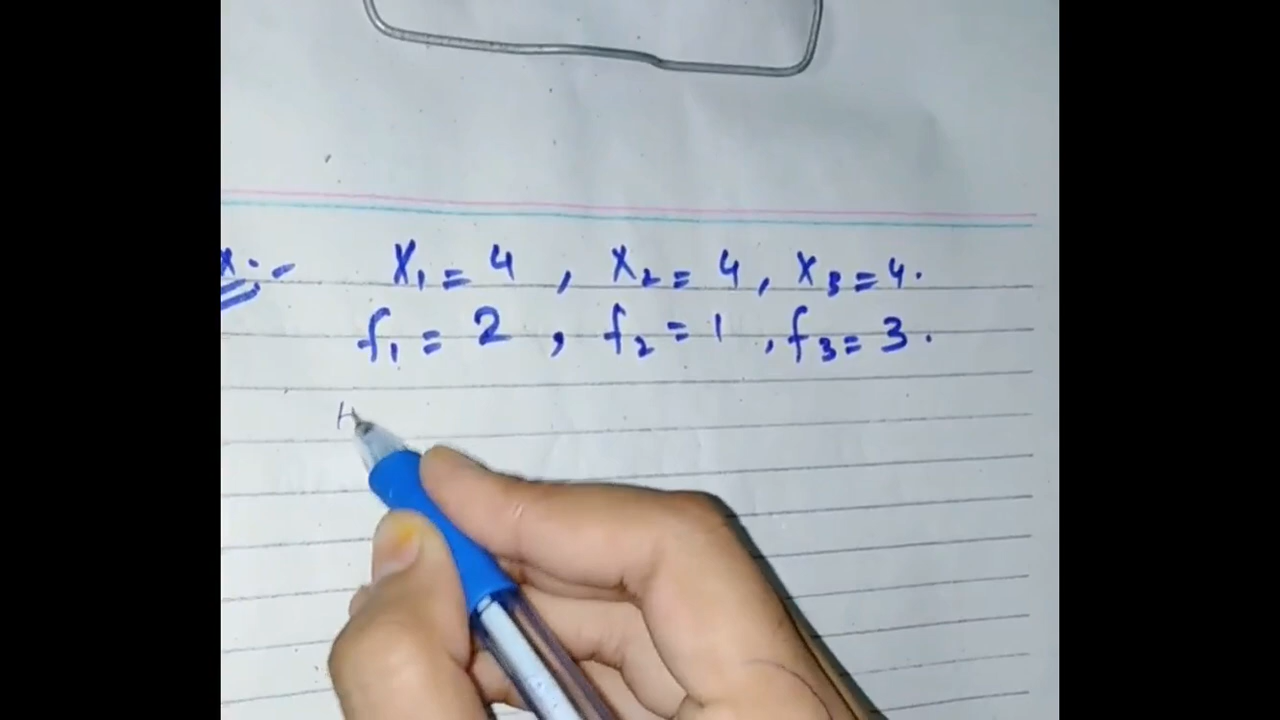 x.- X₁ = 4 , X₂ = 4 , X₃ = 4.
f₁ = 2 , f₂ = 1 , f₃ = 3.
H